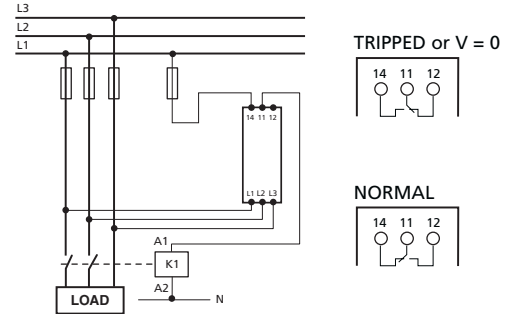 L3
L2
L1
14 11 12
L1 L2 L3
A1
K1
A2
N
LOAD
TRIPPED or V = 0
14 11 12
NORMAL
14 11 12